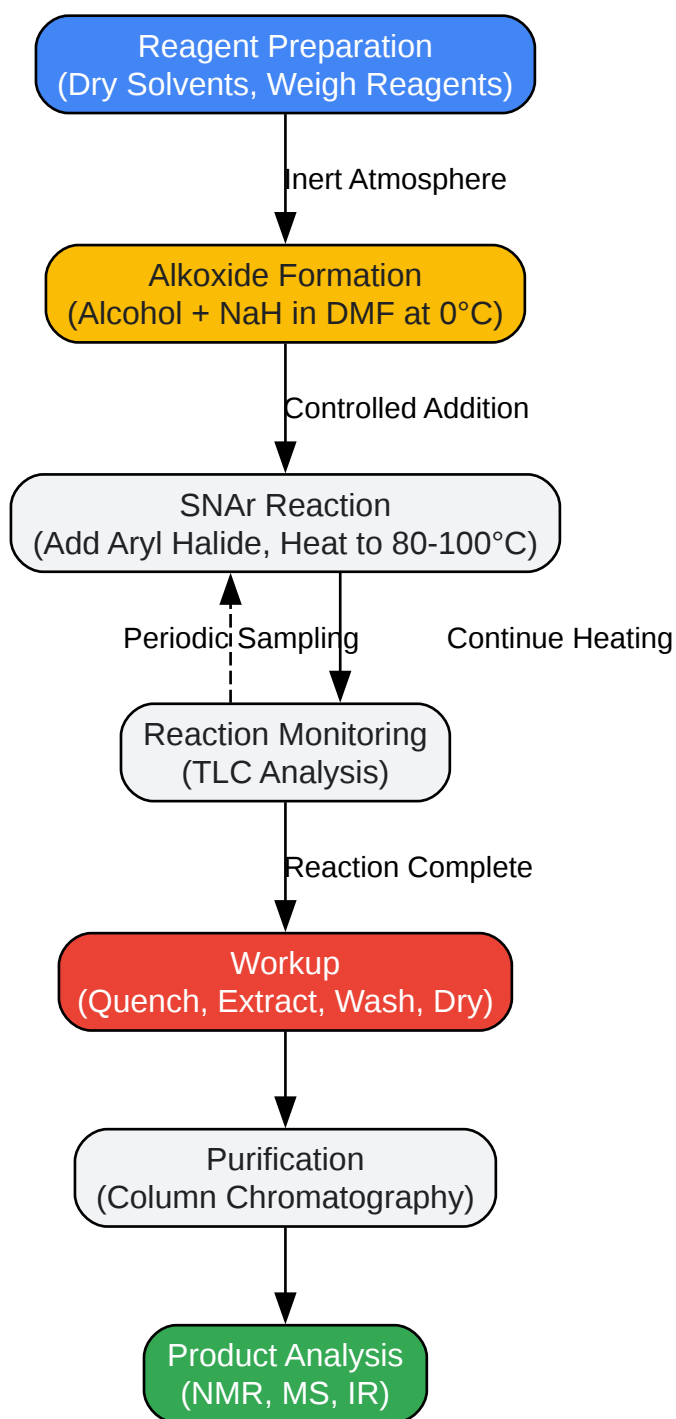 Reagent Preparation
(Dry Solvents, Weigh Reagents)
Inert Atmosphere
Alkoxide Formation
(Alcohol + NaH in DMF at 0°C)
Controlled Addition
SNAr Reaction
(Add Aryl Halide, Heat to 80-100°C)
Periodic Sampling
Continue Heating
Reaction Monitoring
(TLC Analysis)
Reaction Complete
Workup
(Quench, Extract, Wash, Dry)
Purification
(Column Chromatography)
Product Analysis
(NMR, MS, IR)